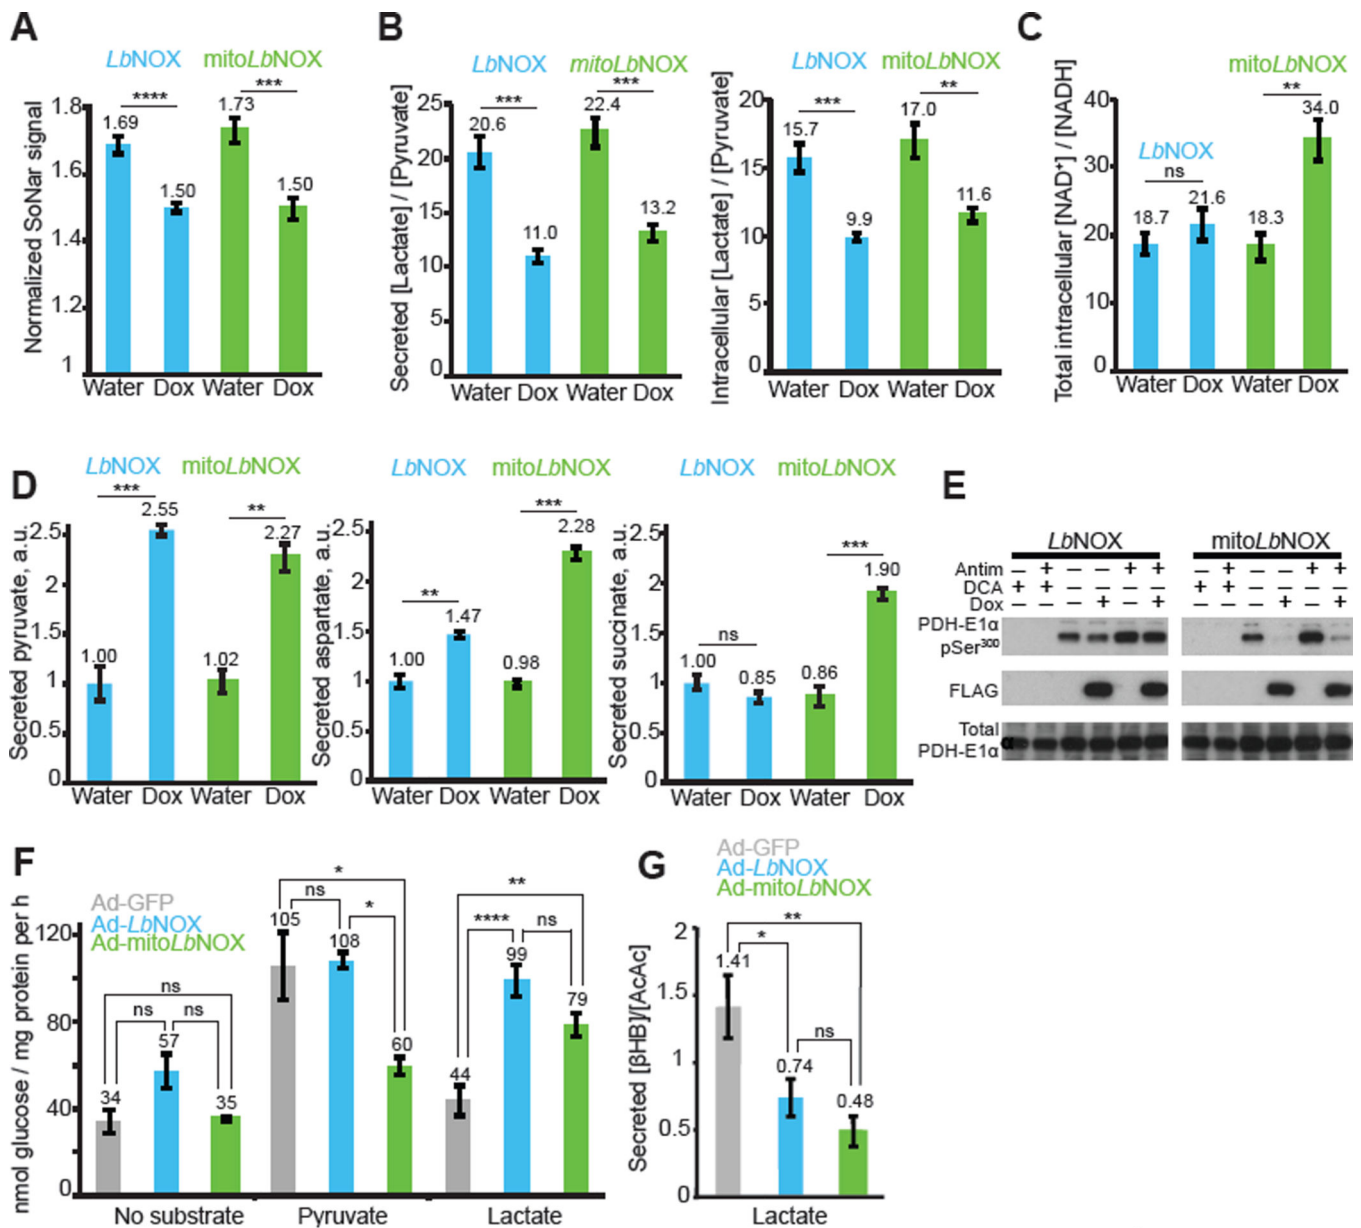 A
LbNOX mitoLbNOX
**** ***
Normalized SoNar signal
1.8
1.6
1.4
1.2
1
1.69 1.50 1.73 1.50
Water Dox Water Dox
B
LbNOX mitoLbNOX
*** ***
Secreted [Lactate] / [Pyruvate]
25
20
15
10
5
0
20.6 11.0 22.4 13.2
Water Dox Water Dox
LbNOX mitoLbNOX
*** **
Intracellular [Lactate] / [Pyruvate]
20
15
10
5
0
15.7 9.9 17.0 11.6
Water Dox Water Dox
C
mitoLbNOX
**
LbNOX
ns
Total intracellular [NAD⁺] / [NADH]
40
30
20
10
0
18.7 21.6 18.3 34.0
Water Dox Water Dox
D
LbNOX mitoLbNOX
*** **
Secreted pyruvate, a.u.
2.5
2
1.5
1
0.5
0
1.00 2.55 1.02 2.27
Water Dox Water Dox
LbNOX mitoLbNOX
** ***
Secreted aspartate, a.u.
2.5
2
1.5
1
0.5
0
1.00 1.47 0.98 2.28
Water Dox Water Dox
LbNOX mitoLbNOX
ns ***
Secreted succinate, a.u.
2.5
2
1.5
1
0.5
0
1.00 0.85 0.86 1.90
Water Dox Water Dox
E
LbNOX mitoLbNOX
Antim – + – – + + – + – – + +
DCA + + – – – – + + – – – –
Dox – – – + – + – – – + – +
PDH-E1α
pSer³⁰⁰
FLAG
Total
PDH-E1α
F
Ad-GFP
Ad-LbNOX
Ad-mitoLbNOX
nmol glucose / mg protein per h
120
80
40
0
ns
ns ns
34 57 35
*
ns *
105 108 60
**
**** ns
44 99 79
No substrate Pyruvate Lactate
G
Ad-GFP
Ad-LbNOX
Ad-mitoLbNOX
Secreted [βHB]/[AcAc]
2
1.5
1
0.5
0
**
*
ns
1.41 0.74 0.48
Lactate